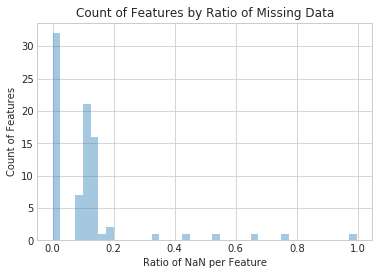 Count of Features by Ratio of Missing Data
Count of Features
30
25
20
15
10
5
0
0.0 0.2 0.4 0.6 0.8 1.0
Ratio of NaN per Feature